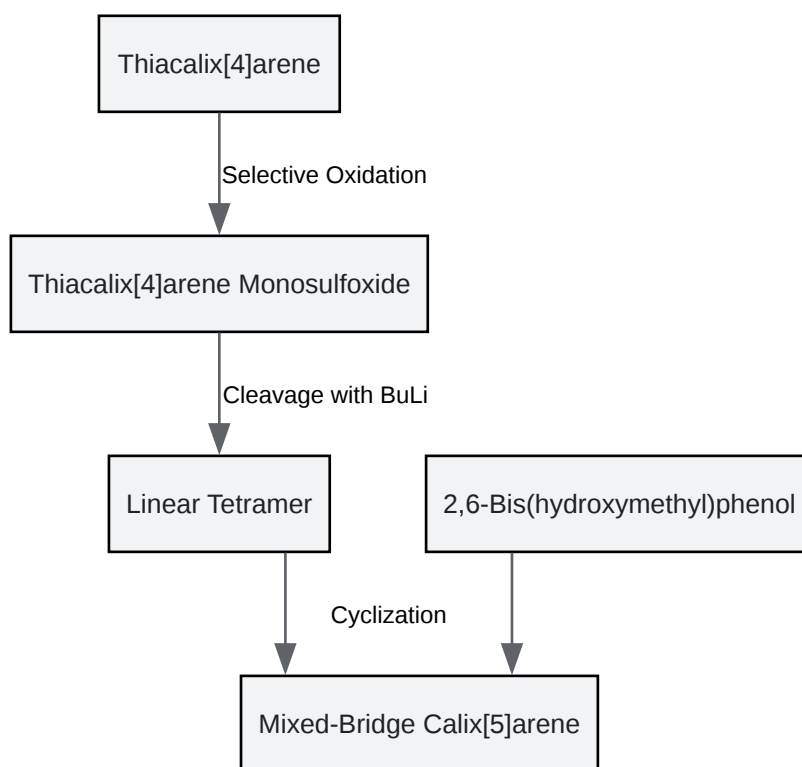 Thiacalix[4]arene
Selective Oxidation
Thiacalix[4]arene Monosulfoxide
Cleavage with BuLi
Linear Tetramer
2,6-Bis(hydroxymethyl)phenol
Cyclization
Mixed-Bridge Calix[5]arene